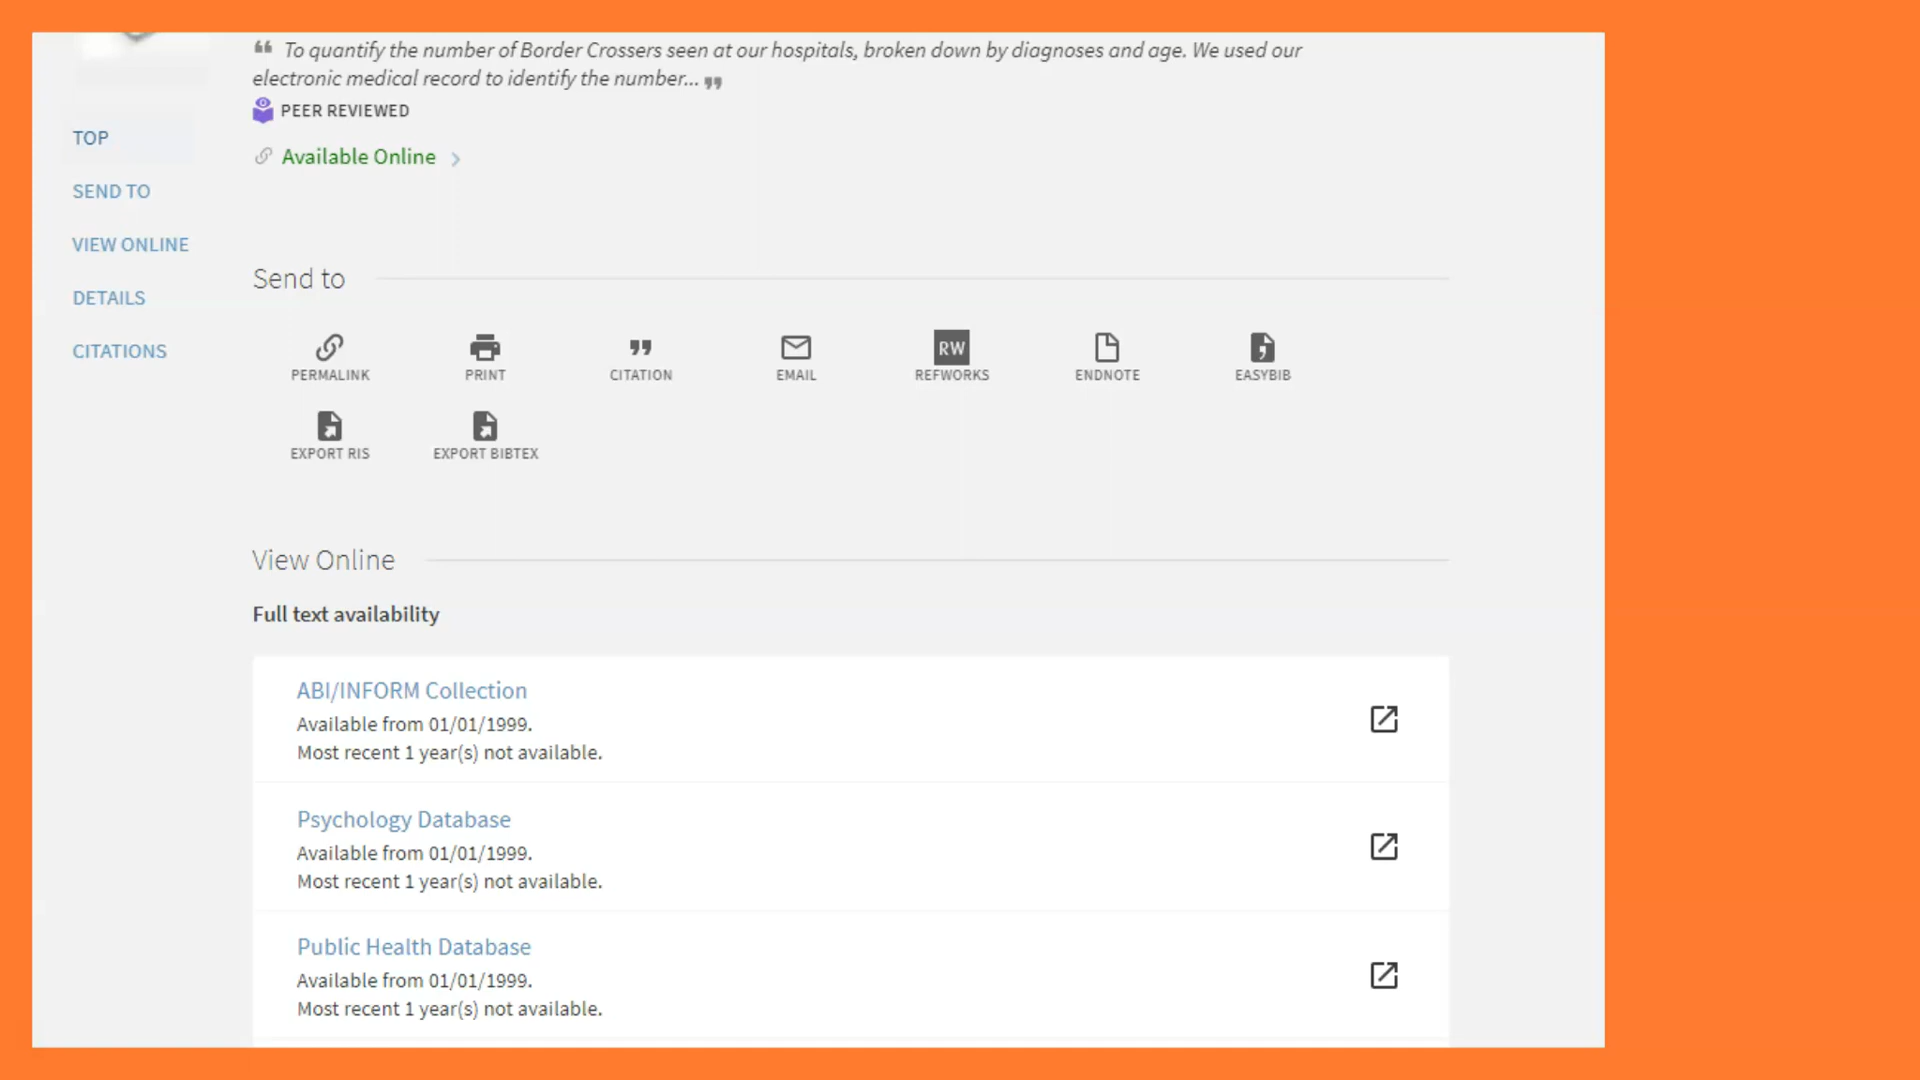 “ To quantify the number of Border Crossers seen at our hospitals, broken down by diagnoses and age. We used our
electronic medical record to identify the number... ”
PEER REVIEWED
Available Online
TOP
SEND TO
VIEW ONLINE
DETAILS
CITATIONS
Send to
PERMALINK
PRINT
CITATION
EMAIL
RW
REFWORKS
ENDNOTE
EASYBIB
EXPORT RIS
EXPORT BIBTEX
View Online
Full text availability
ABI/INFORM Collection
Available from 01/01/1999.
Most recent 1 year(s) not available.
Psychology Database
Available from 01/01/1999.
Most recent 1 year(s) not available.
Public Health Database
Available from 01/01/1999.
Most recent 1 year(s) not available.